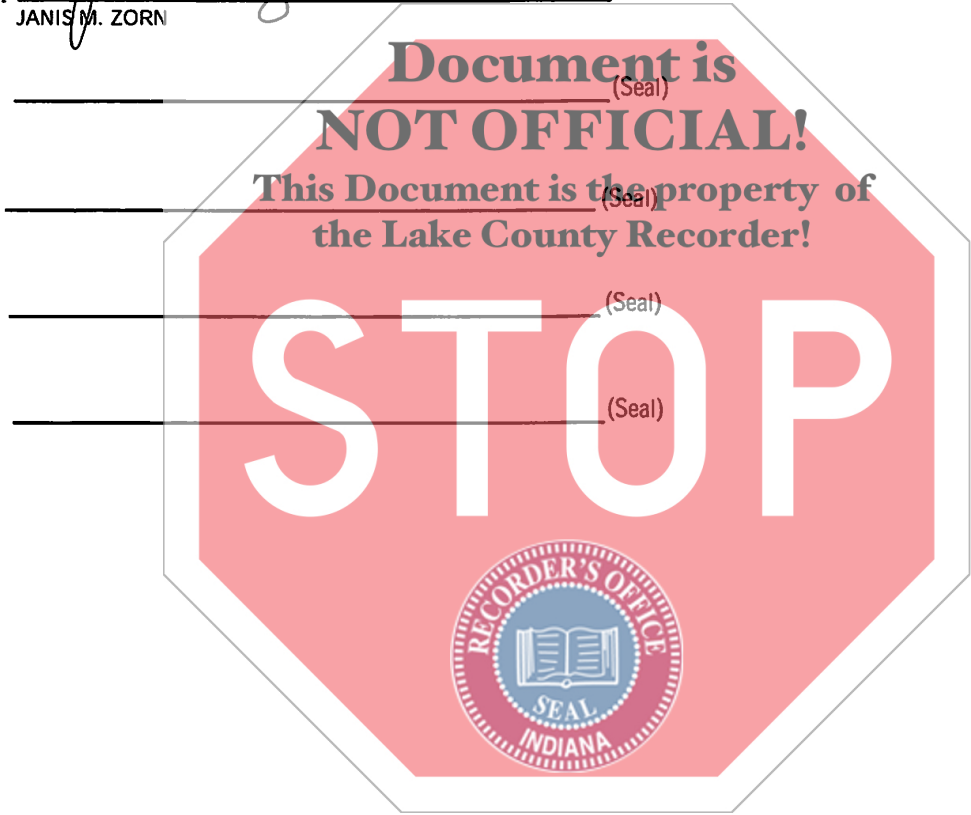 JANIS M. ZORN
Document is
(Seal)
NOT OFFICIAL!
This Document is the property of
(Seal)
the Lake County Recorder!
(Seal)
STOP
(Seal)
RECORDER'S OFFICE
SEAL
INDIANA